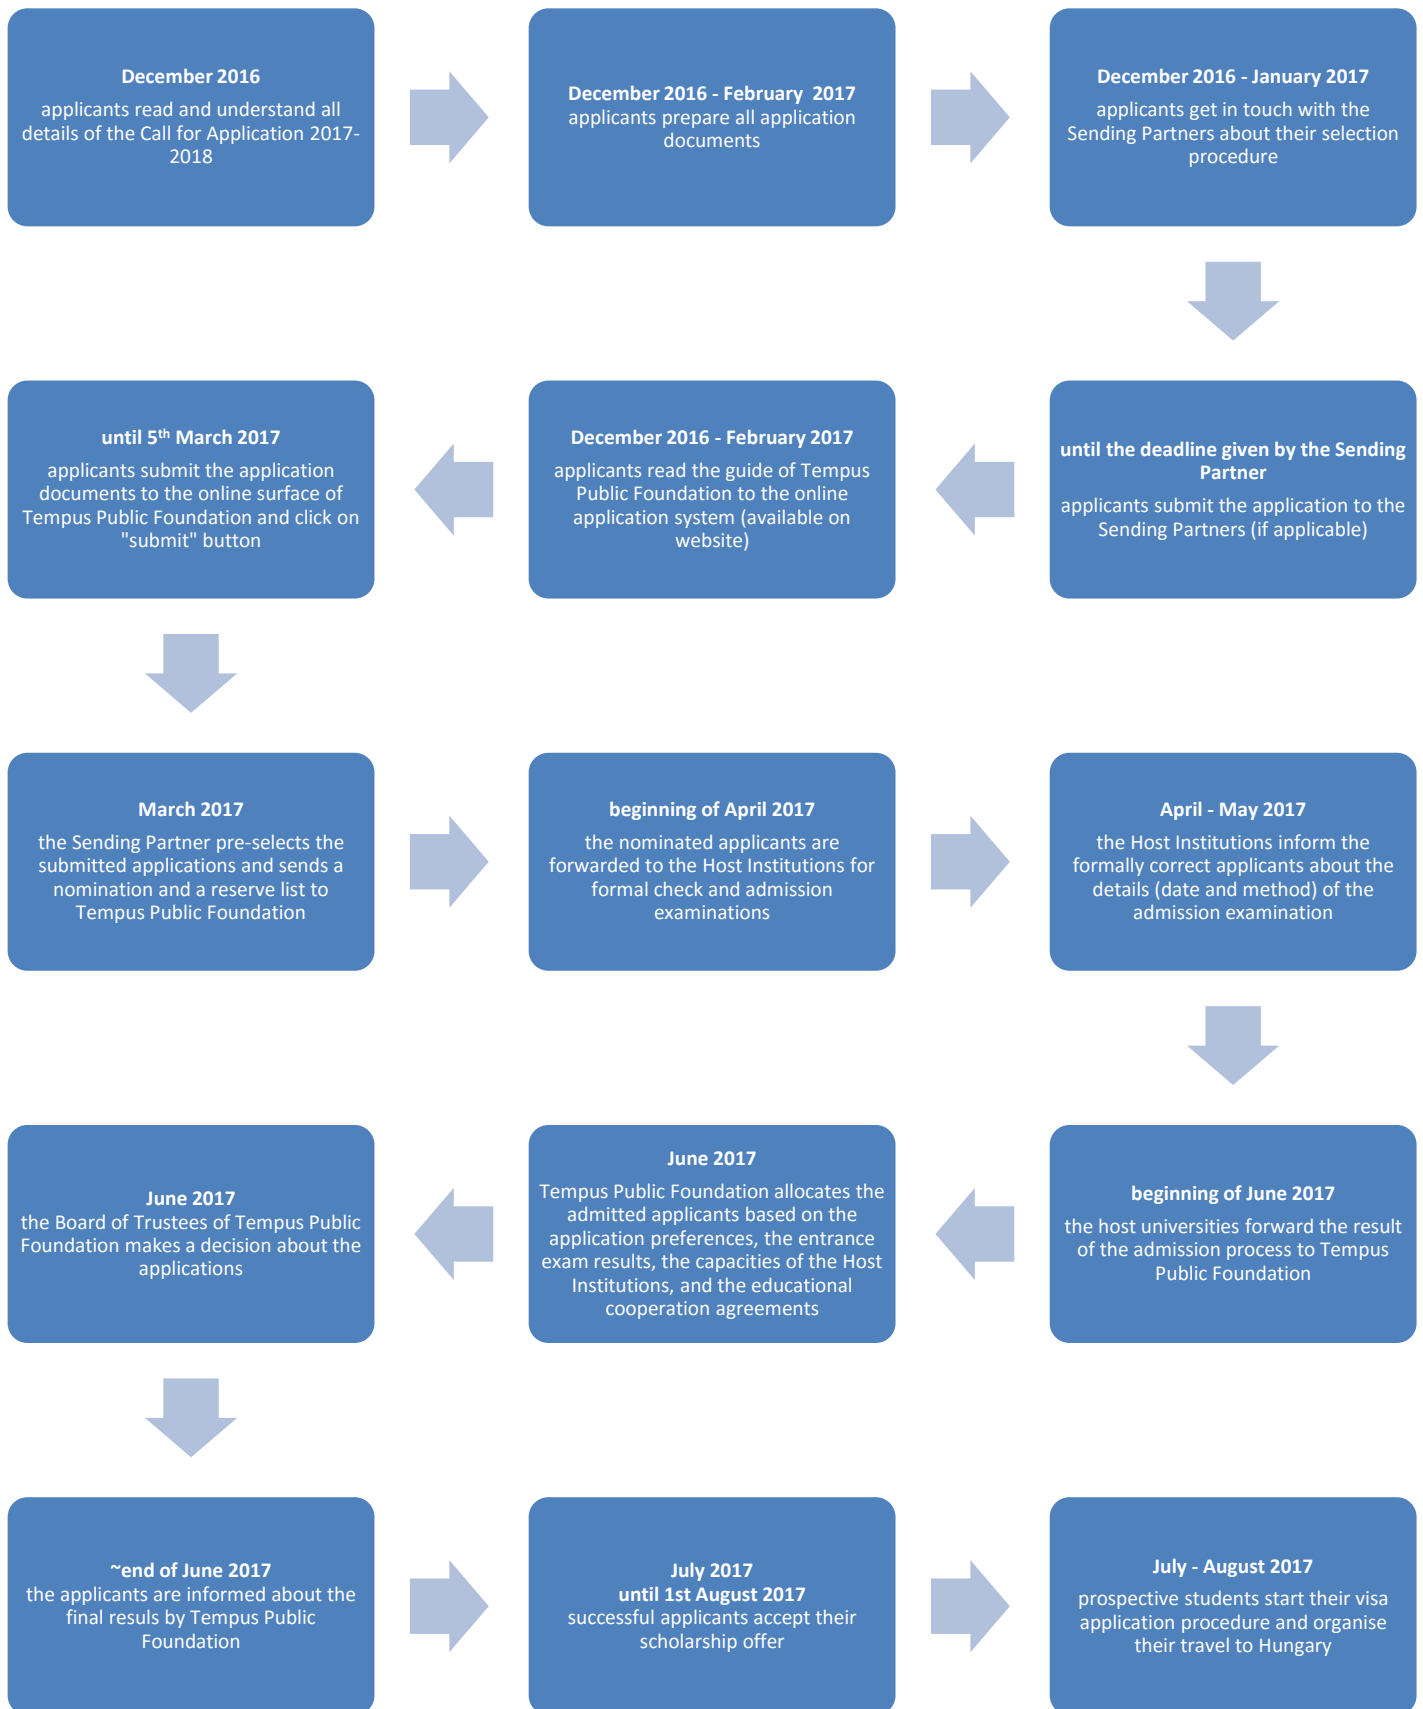 December 2016
applicants read and understand all
details of the Call for Application 2017-
2018
December 2016 - February  2017
applicants prepare all application
documents
December 2016 - January 2017
applicants get in touch with the
Sending Partners about their selection
procedure
until the deadline given by the Sending
Partner
applicants submit the application to the
Sending Partners (if applicable)
December 2016 - February 2017
applicants read the guide of Tempus
Public Foundation to the online
application system (available on
website)
until 5th March 2017
applicants submit the application
documents to the online surface of
Tempus Public Foundation and click on
"submit" button
March 2017
the Sending Partner pre-selects the
submitted applications and sends a
nomination and a reserve list to
Tempus Public Foundation
beginning of April 2017
the nominated applicants are
forwarded to the Host Institutions for
formal check and admission
examinations
April - May 2017
the Host Institutions inform the
formally correct applicants about the
details (date and method) of the
admission examination
beginning of June 2017
the host universities forward the result
of the admission process to Tempus
Public Foundation
June 2017
Tempus Public Foundation allocates the
admitted applicants based on the
application preferences, the entrance
exam results, the capacities of the Host
Institutions, and the educational
cooperation agreements
June 2017
the Board of Trustees of Tempus Public
Foundation makes a decision about the
applications
~end of June 2017
the applicants are informed about the
final resuls by Tempus Public
Foundation
July 2017
until 1st August 2017
successful applicants accept their
scholarship offer
July - August 2017
prospective students start their visa
application procedure and organise
their travel to Hungary